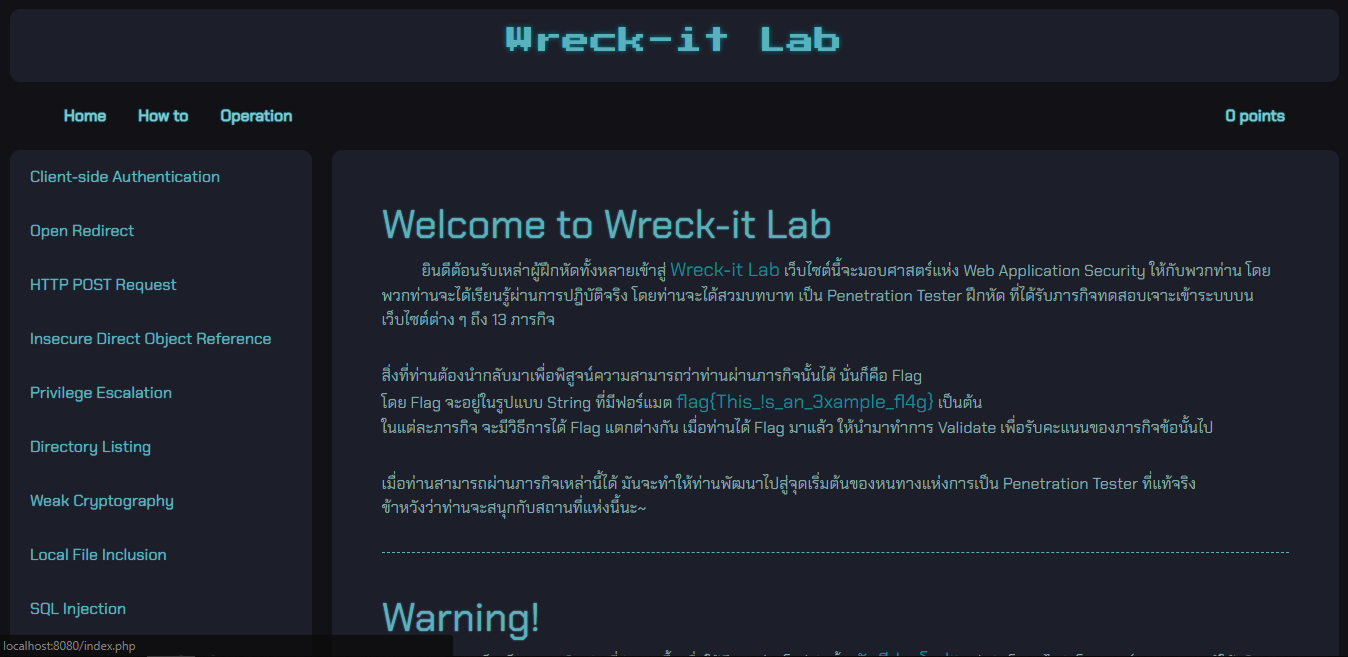 Wreck-it Lab
Home How to Operation 0 points
Client-side Authentication
Open Redirect
HTTP POST Request
Insecure Direct Object Reference
Privilege Escalation
Directory Listing
Weak Cryptography
Local File Inclusion
SQL Injection
Welcome to Wreck-it Lab
ยินดีต้อนรับเหล่าผู้ฝึกหัดทั้งหลายเข้าสู่ Wreck-it Lab เว็บไซต์นี้จะมอบศาสตร์แห่ง Web Application Security ให้กับพวกท่าน โดย
พวกท่านจะได้เรียนรู้ผ่านการปฎิบัติจริง โดยท่านจะได้สวมบทบาท เป็น Penetration Tester ฝึกหัด ที่ได้รับภารกิจทดสอบเจาะเข้าระบบบน
เว็บไซต์ต่าง ๆ ถึง 13 ภารกิจ
สิ่งที่ท่านต้องนำกลับมาเพื่อพิสูจน์ความสามารถว่าท่านผ่านภารกิจนั้นได้ นั่นก็คือ Flag
โดย Flag จะอยู่ในรูปแบบ String ที่มีฟอร์แมต flag{This_!s_an_3xample_fl4g} เป็นต้น
ในแต่ละภารกิจ จะมีวิธีการได้ Flag แตกต่างกัน เมื่อท่านได้ Flag มาแล้ว ให้นำมาทำการ Validate เพื่อรับคะแนนของภารกิจข้อนั้นไป
เมื่อท่านสามารถผ่านภารกิจเหล่านี้ได้ มันจะทำให้ท่านพัฒนาไปสู่จุดเริ่มต้นของหนทางแห่งการเป็น Penetration Tester ที่แท้จริง
ข้าหวังว่าท่านจะสนุกกับสถานที่แห่งนี้นะ~
Warning!
localhost:8080/index.php